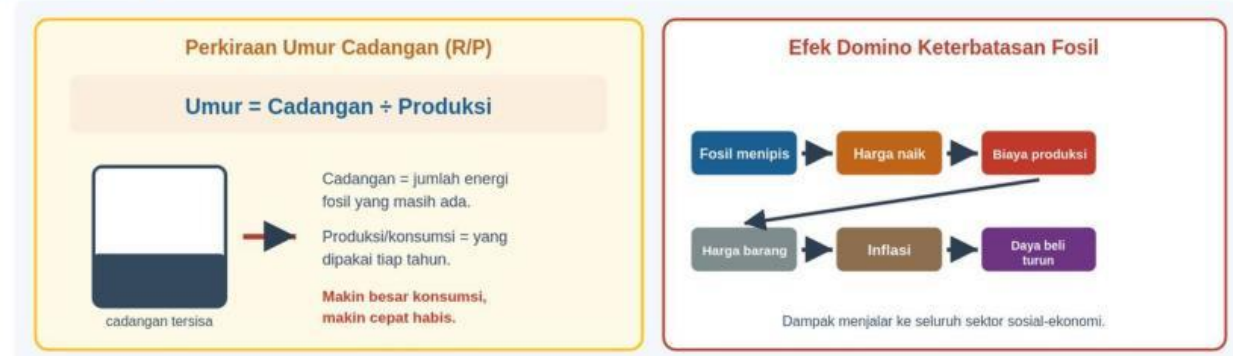 Perkiraan Umur Cadangan (R/P)
Umur = Cadangan ÷ Produksi
Cadangan = jumlah energi
fosil yang masih ada.
Produksi/konsumsi = yang
dipakai tiap tahun.
Makin besar konsumsi,
makin cepat habis.
cadangan tersisa
Efek Domino Keterbatasan Fosil
Fosil menipis
Harga naik
Biaya produksi
Harga barang
Inflasi
Daya beli
turun
Dampak menjalar ke seluruh sektor sosial-ekonomi.